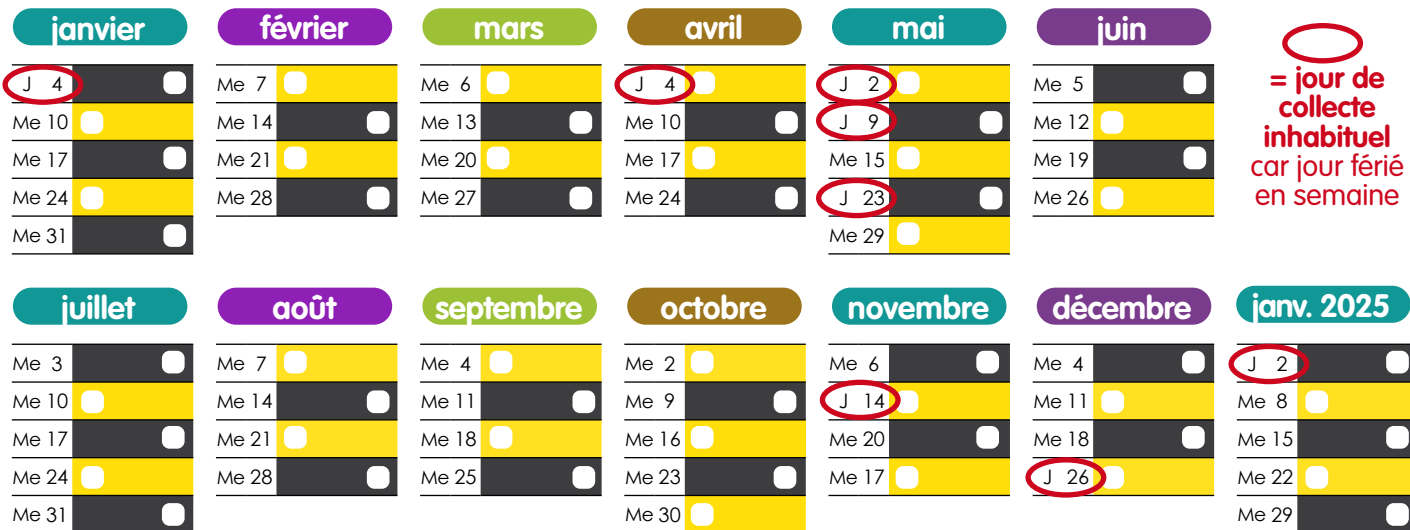 janvier
J 4
Me 10
Me 17
Me 24
Me 31
février
Me 7
Me 14
Me 21
Me 28
mars
Me 6
Me 13
Me 20
Me 27
avril
J 4
Me 10
Me 17
Me 24
mai
J 2
J 9
Me 15
J 23
Me 29
juin
Me 5
Me 12
Me 19
Me 26
= jour de
collecte
inhabituel
car jour férié
en semaine
juillet
Me 3
Me 10
Me 17
Me 24
Me 31
août
Me 7
Me 14
Me 21
Me 28
septembre
Me 4
Me 11
Me 18
Me 25
octobre
Me 2
Me 9
Me 16
Me 23
Me 30
novembre
Me 6
J 14
Me 20
Me 17
décembre
Me 4
Me 11
Me 18
J 26
janv. 2025
J 2
Me 8
Me 15
Me 22
Me 29